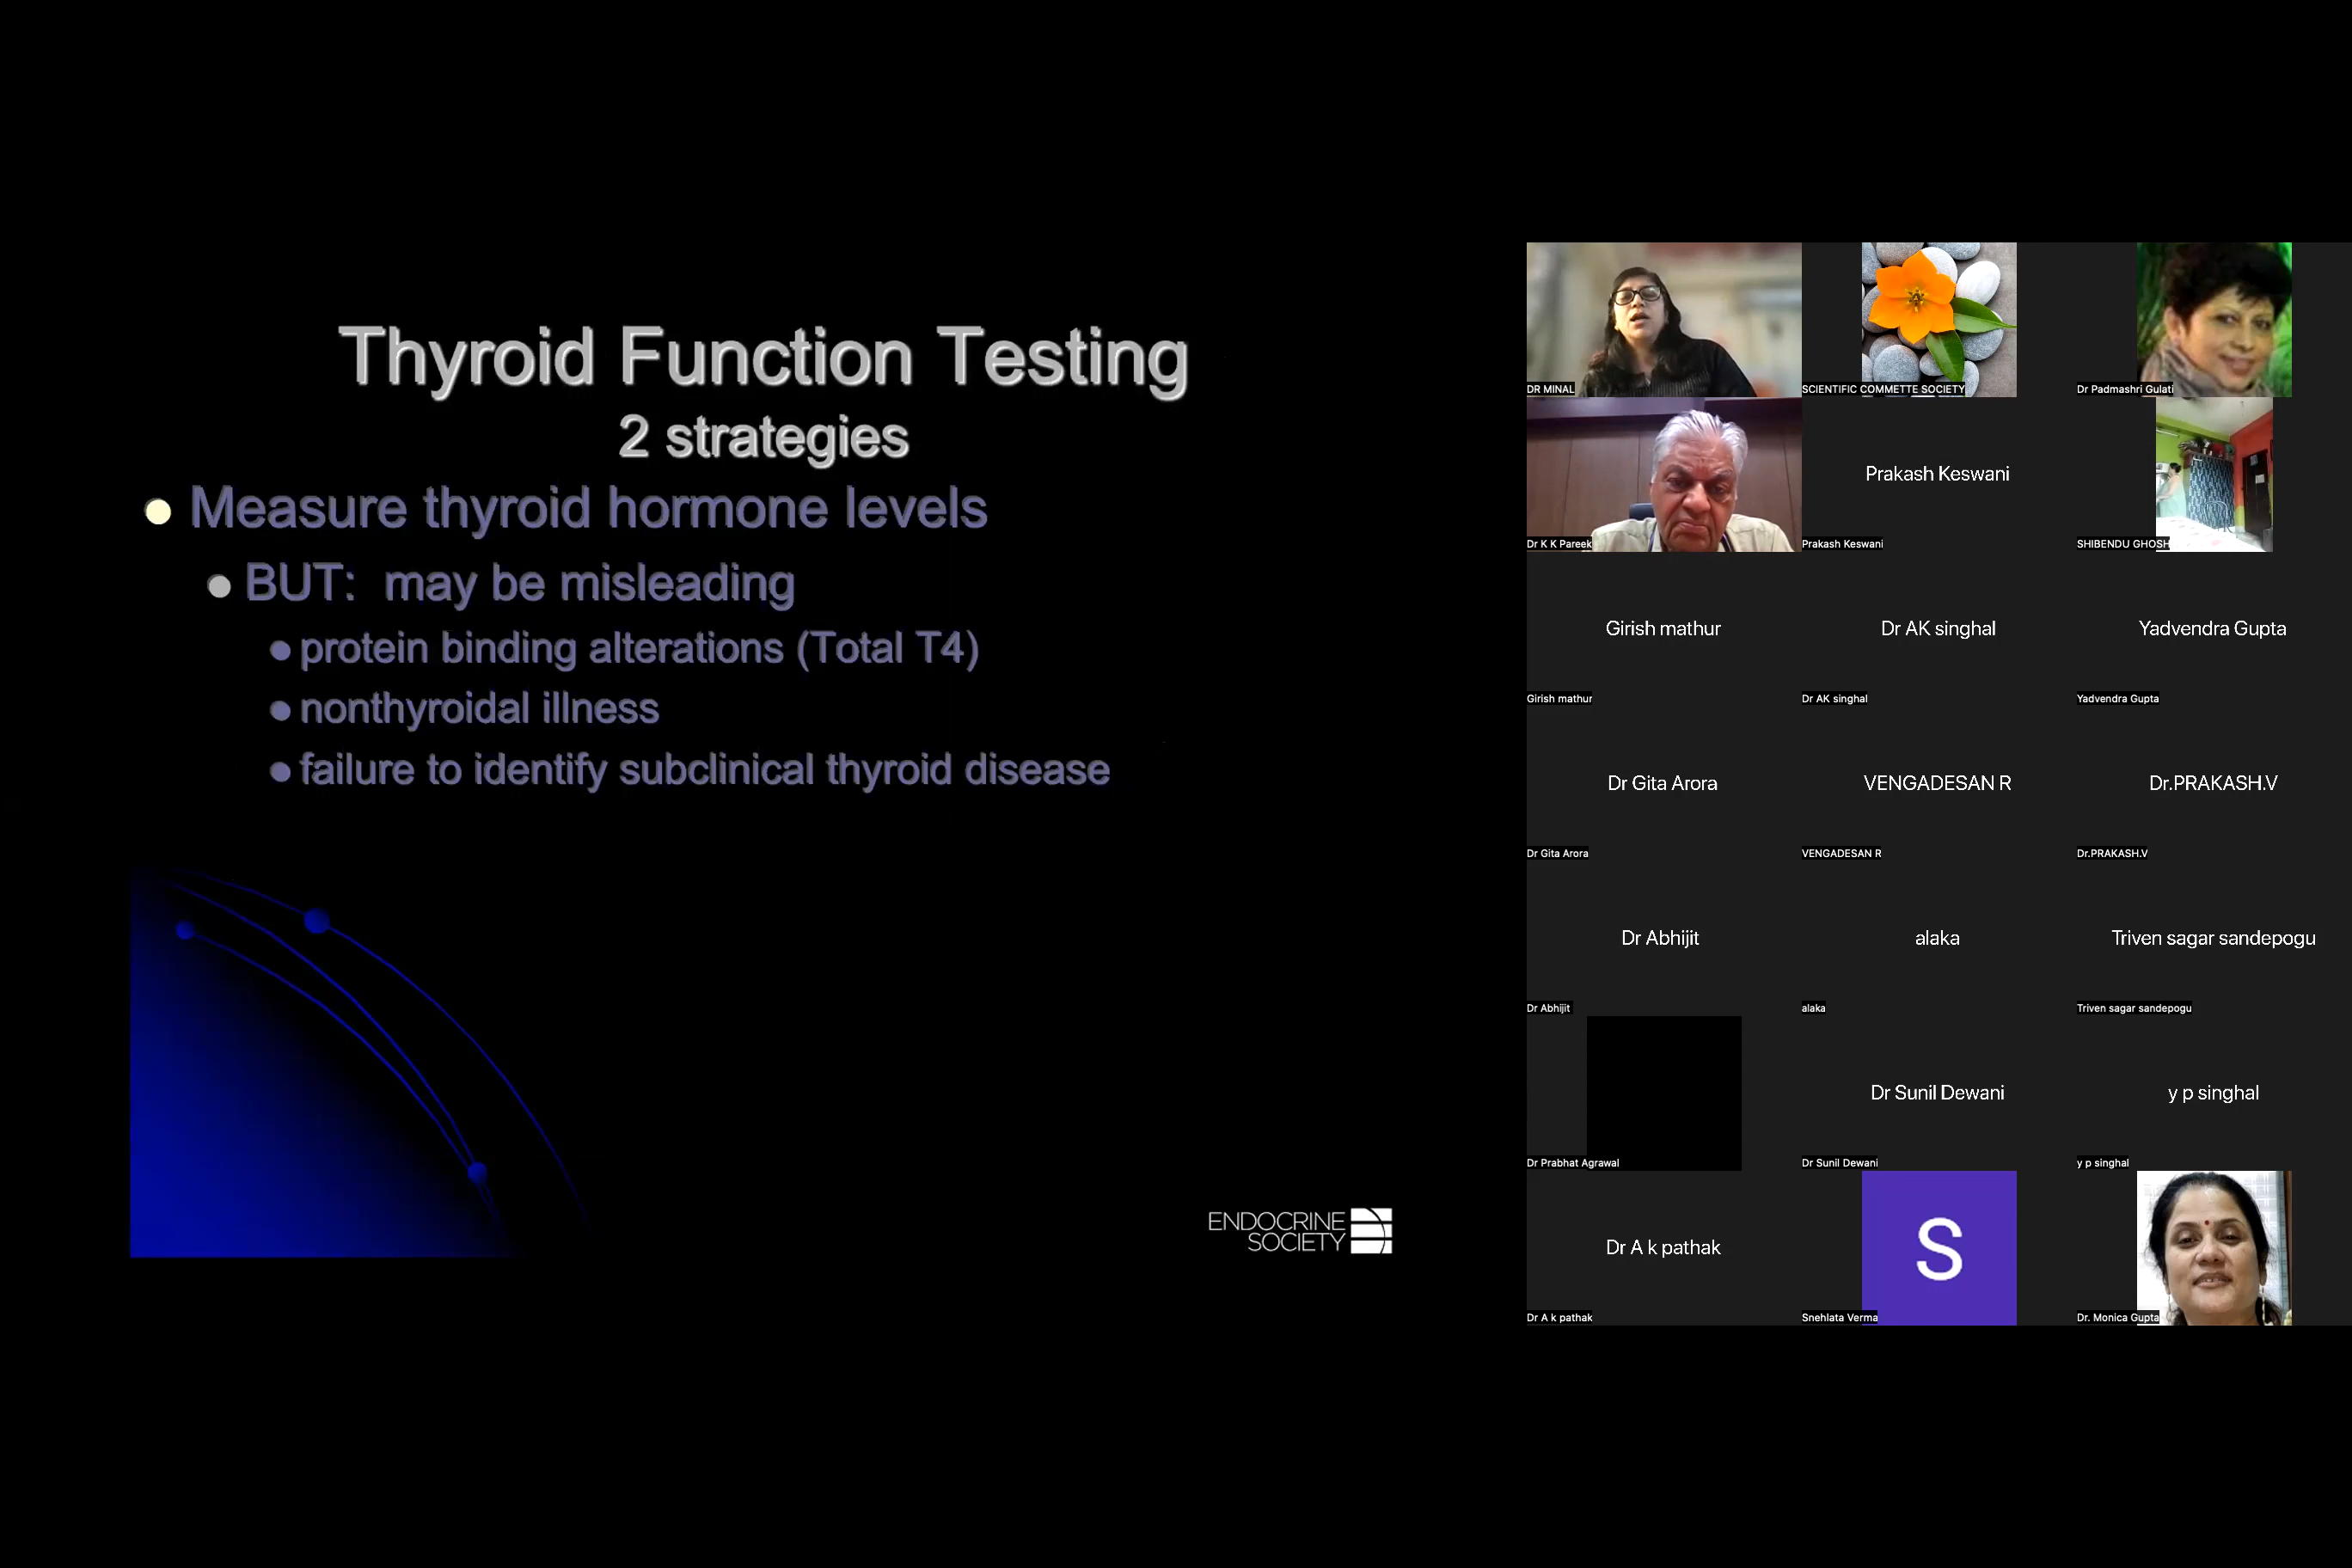 Thyroid Function Testing
2 strategies
Measure thyroid hormone levels
BUT: may be misleading
protein binding alterations (Total T4)
nonthyroidal illness
failure to identify subclinical thyroid disease
ENDOCRINE
SOCIETY
DR MINAL
SCIENTIFIC COMMETTE SOCIETY
Dr Padmashri Gulati
Prakash Keswani
Dr K K Pareek
Prakash Keswani
SHIBENDU GHOSH
Girish mathur
Dr AK singhal
Yadvendra Gupta
Girish mathur
Dr AK singhal
Yadvendra Gupta
Dr Gita Arora
VENGADESAN R
Dr.PRAKASH.V
Dr Gita Arora
VENGADESAN R
Dr.PRAKASH.V
Dr Abhijit
alaka
Triven sagar sandepogu
Dr Abhijit
alaka
Triven sagar sandepogu
Dr Sunil Dewani
y p singhal
Dr Prabhat Agrawal
Dr Sunil Dewani
y p singhal
Dr A k pathak
S
Dr A k pathak
Snehlata Verma
Dr. Monica Gupta